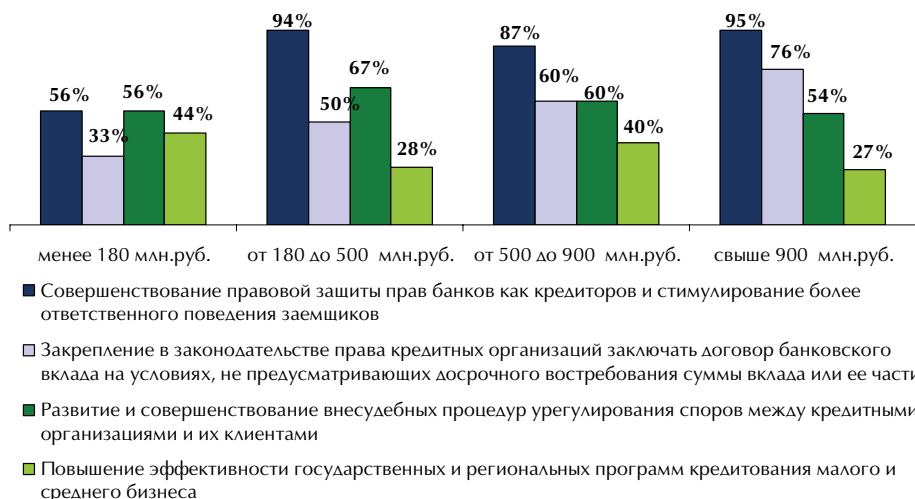 94%
95%
87%
76%
67%
56%
56%
60%
60%
50%
54%
44%
40%
33%
28%
27%
менее 180 млн.руб.
от 180 до 500 млн.руб.
от 500 до 900 млн.руб.
свыше 900 млн.руб.
Совершенствование правовой защиты прав банков как кредиторов и стимулирование более
ответственного поведения заемщиков
Закрепление в законодательстве права кредитных организаций заключать договор банковского
вклада на условиях, не предусматривающих досрочного востребования суммы вклада или ее части
Развитие и совершенствование внесудебных процедур урегулирования споров между кредитными
организациями и их клиентами
Повышение эффективности государственных и региональных программ кредитования малого и
среднего бизнеса